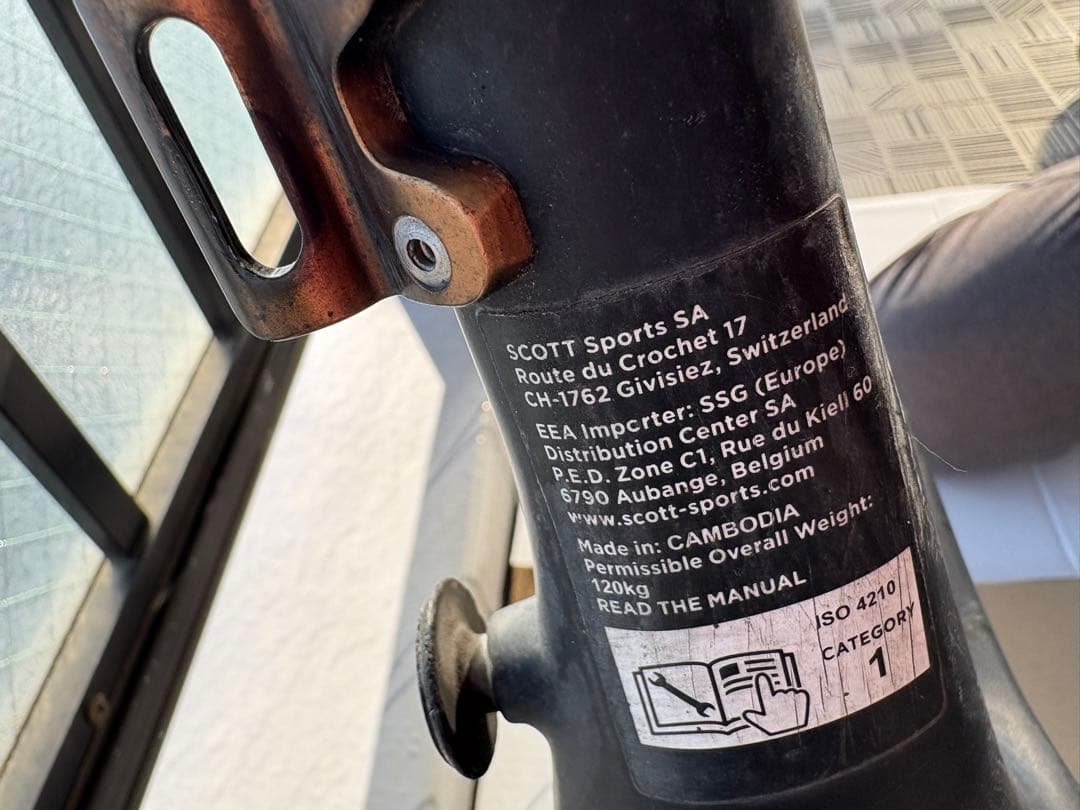 SCOTT Sports SA
Route du Crochet 17
CH-1762 Givisiez, Switzerland
EEA Importer: SSG (Europe)
Distribution Center SA
P.E.D. Zone C1, Rue du Kiell 60
6790 Aubange, Belgium
www.scott-sports.com
Made in: CAMBODIA
Permissible Overall Weight:
120kg
READ THE MANUAL
ISO 4210
CATEGORY
1